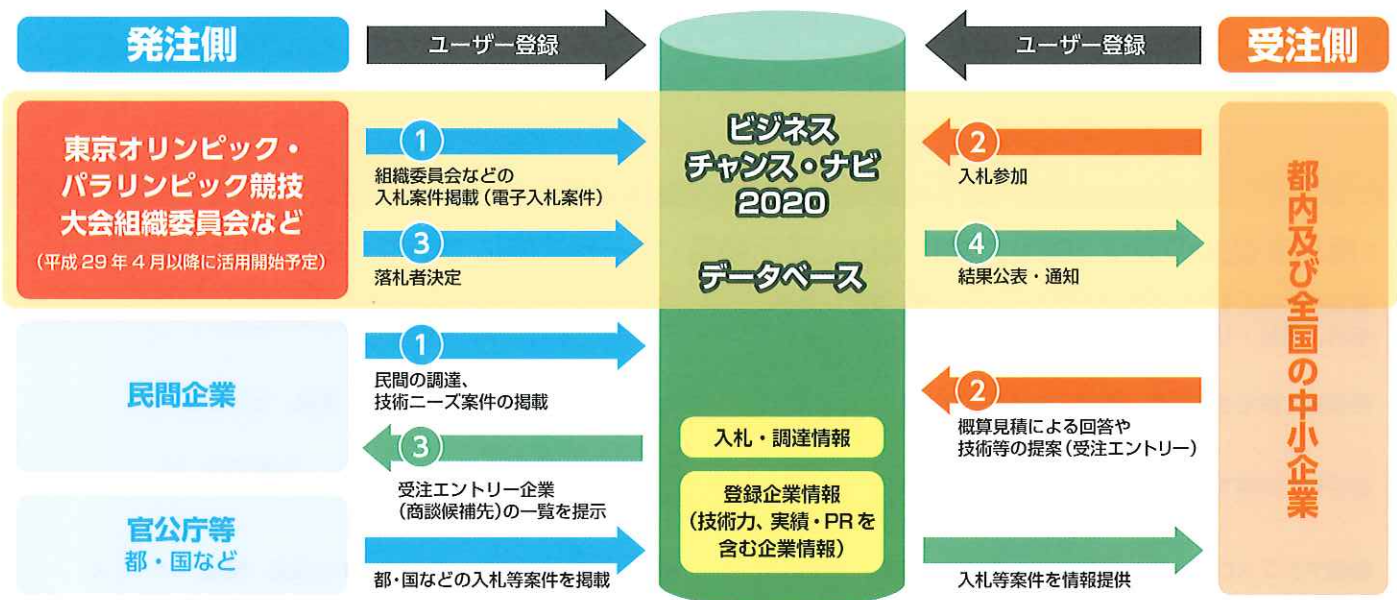 発注側
ユーザー登録
ユーザー登録
受注側
東京オリンピック・
パラリンピック競技
大会組織委員会など
(平成 29 年 4 月以降に活用開始予定)
1
組織委員会などの
入札案件掲載(電子入札案件)
3
落札者決定
ビジネス
チャンス・ナビ
2020
データベース
2
入札参加
4
結果公表・通知
都内及び全国の中小企業
民間企業
1
民間の調達、
技術ニーズ案件の掲載
3
受注エントリー企業
(商談候補先)の一覧を提示
2
概算見積による回答や
技術等の提案(受注エントリー)
入札・調達情報
登録企業情報
(技術力、実績・PRを
含む企業情報)
官公庁等
都・国など
都・国などの入札等案件を掲載
入札等案件を情報提供